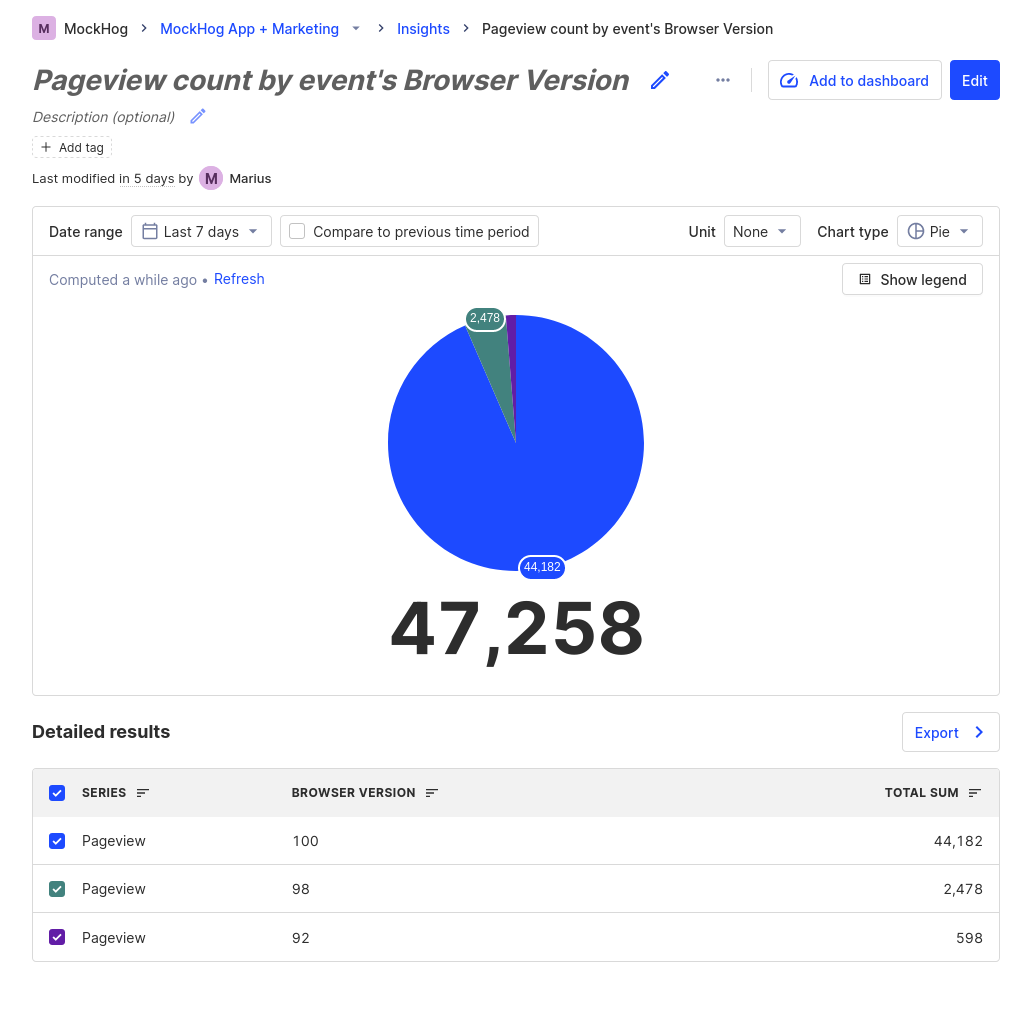 M MockHog > MockHog App + Marketing > Insights > Pageview count by event's Browser Version
Pageview count by event's Browser Version
Add to dashboard
Edit
Description (optional)
+ Add tag
Last modified in 5 days by M Marius
Date range Last 7 days Compare to previous time period Unit None Chart type Pie
Computed a while ago • Refresh
Show legend
2,478
44,182
47,258
Detailed results
Export
SERIES BROWSER VERSION TOTAL SUM
Pageview 100 44,182
Pageview 98 2,478
Pageview 92 598